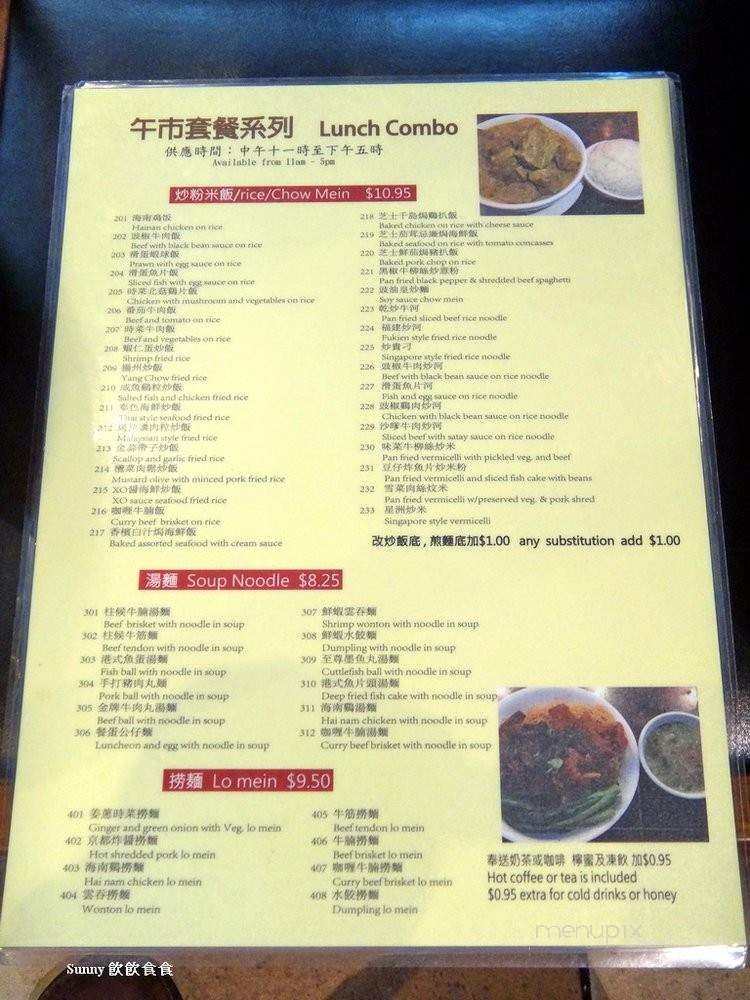 午市套餐系列 Lunch Combo
供應時間：中午十一時至下午五時
Available from 11am - 5pm
炒粉米飯/rice/Chow Mein $10.95
201 海南鸡饭
Hainan chicken on rice
202 豉椒牛肉飯
Beef with black bean sauce on rice
203 滑蛋蝦球飯
Prawn with egg sauce on rice
204 滑蛋魚片飯
Sliced fish with egg sauce on rice
205 時菜北菇鷄片飯
Chicken with mushroom and vegetables on rice
206 番茄牛肉飯
Beef and tomato on rice
207 時菜牛肉飯
Beef and vegetables on rice
208 蝦仁蛋炒飯
Shrimp fried rice
209 揚州炒飯
Yang Chow fried rice
210 咸魚鷄粒炒飯
Salted fish and chicken fried rice
211 泰色海鮮炒飯
Thai style seafood fried rice
212 肉粒炒飯
Malaysian style fried rice
213 金蒜帶子炒飯
Scallop and garlic fried rice
214 欖菜肉鬆炒飯
Mustard olive with minced pork fried rice
215 XO醬海鮮炒飯
XO sauce seafood fried rice
216 咖喱牛腩飯
Curry beef brisket on rice
217 香檳白汁焗海鮮飯
Baked assorted seafood with cream sauce
218 芝士千島焗鷄扒飯
Baked chicken on rice with cheese sauce
219 芝士茄茸忌廉焗海鮮飯
Baked seafood on rice with tomato concasses
220 芝士鮮茄焗豬扒飯
Baked pork chop on rice
221 黑椒牛柳絲炒意粉
Pan fried black pepper & shredded beef spaghetti
222 豉油皇炒麵
Soy sauce chow mein
223 乾炒牛河
Pan fried sliced beef rice noodle
224 福建炒河
Fukien style fried rice noodle
225 炒貴刁
Singapore style fried rice noodle
226 豉椒牛肉炒河
Beef with black bean sauce on rice noodle
227 滑蛋魚片河
Fish and egg sauce on rice noodle
228 豉椒鷄肉炒河
Chicken with black bean sauce on rice noodle
229 沙嗲牛肉炒河
Sliced beef with satay sauce on rice noodle
230 味菜牛柳絲炒米
Pan fried vermicelli with pickled veg. and beef
231 豆仔炸魚片炒米粉
Pan fried vermicelli and sliced fish cake with beans
232 雪菜肉絲炆米
Pan fried vermicelli w/preserved veg. & pork shred
233 星洲炒米
Singapore style vermicelli
改炒飯底 , 煎麵底加$1.00 any substitution add $1.00
湯麵 Soup Noodle $8.25
301 柱候牛腩湯麵
Beef brisket with noodle in soup
302 柱候牛筋麵
Beef tendon with noodle in soup
303 港式魚蛋湯麵
Fish ball with noodle in soup
304 手打豬肉丸麵
Pork ball with noodle in soup
305 金牌牛肉丸湯麵
Beef ball with noodle in soup
306 餐蛋公仔麵
Luncheon and egg with noodle in soup
307 鮮蝦雲吞麵
Shrimp wonton with noodle in soup
308 鮮蝦水餃麵
Dumpling with noodle in soup
309 至尊墨魚丸湯麵
Cuttlefish ball with noodle in soup
310 港式魚片頭湯麵
Deep fried fish cake with noodle in soup
311 海南鷄湯麵
Hai nam chicken with noodle in soup
312 咖喱牛腩湯麵
Curry beef brisket with noodle in soup
撈麵 Lo mein $9.50
401 姜蔥時菜撈麵
Ginger and green onion with Veg. lo mein
402 京都炸醬撈麵
Hot shredded pork lo mein
403 海南鷄撈麵
Hai nam chicken lo mein
404 雲吞撈麵
Wonton lo mein
405 牛筋撈麵
Beef tendon lo mein
406 牛腩撈麵
Beef brisket lo mein
407 咖喱牛腩撈麵
Curry beef brisket lo mein
408 水餃撈麵
Dumpling lo mein
奉送奶茶或咖啡 檸蜜及凍飲 加$0.95
Hot coffee or tea is included
$0.95 extra for cold drinks or honey
menupix
Sunny 飲飲食食